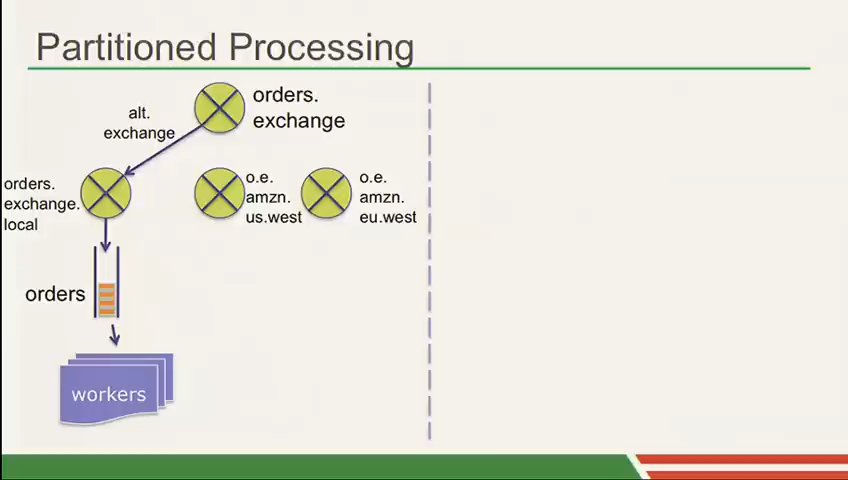 Partitioned Processing
orders.
exchange
alt.
exchange
orders.
exchange.
local
o.e.
amzn.
us.west
o.e.
amzn.
eu.west
orders
workers